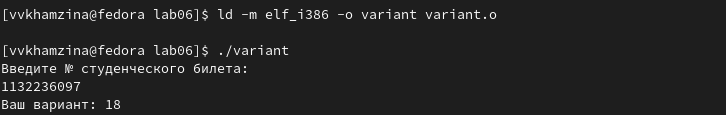 [vvkhamzina@fedora lab06]$ ld -m elf_i386 -o variant variant.o
[vvkhamzina@fedora lab06]$ ./variant
Введите № студенческого билета:
1132236097
Ваш вариант: 18